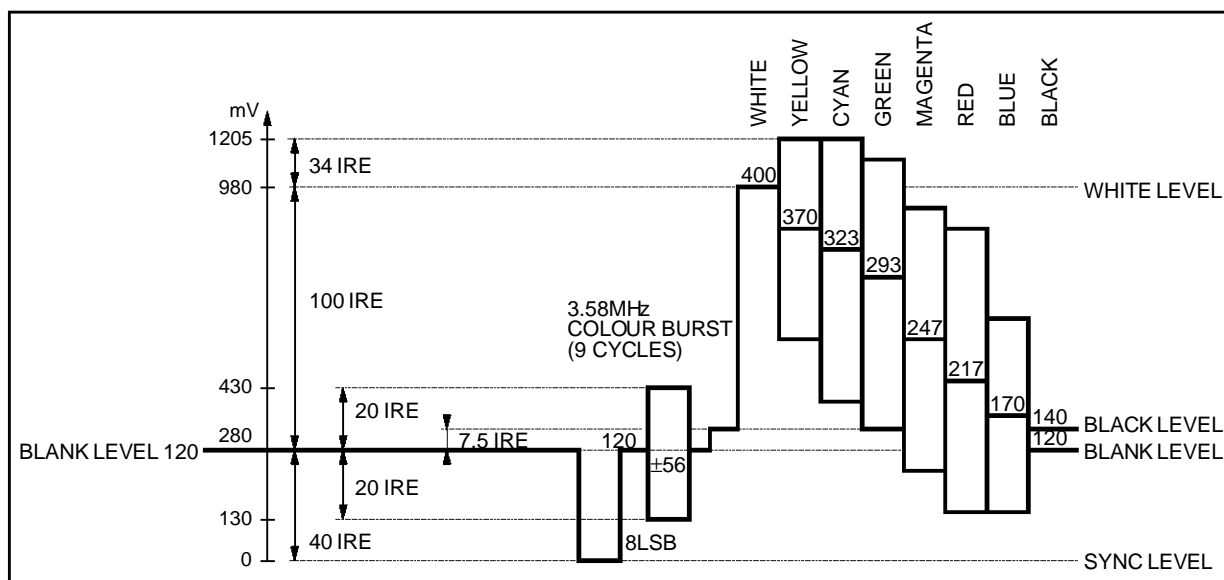 WHITE
YELLOW
CYAN
GREEN
MAGENTA
RED
BLUE
BLACK
mV
1205
34 IRE
980
400
WHITE LEVEL
370
323
293
100 IRE
3.58MHz
COLOUR BURST
(9 CYCLES)
247
217
430
20 IRE
170
140
BLACK LEVEL
280
7.5 IRE
120
120
BLANK LEVEL 120
BLANK LEVEL
±56
20 IRE
130
40 IRE
8LSB
0
SYNC LEVEL